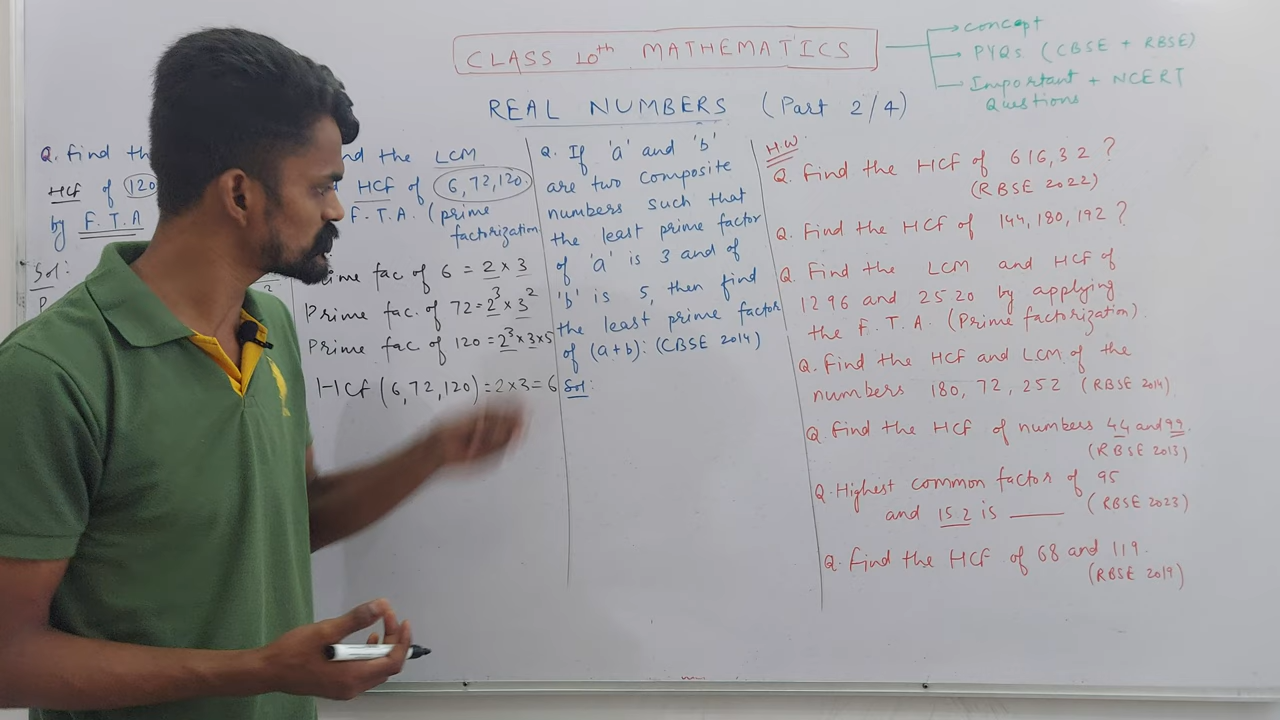 CLASS 10th MATHEMATICS
concept
PYQs (CBSE + RBSE)
Important + NCERT
Questions
REAL NUMBERS (Part 2/4)
Q. Find th
HCF of 120
by F.T.A
Sol:
nd the LCM
HCF of 6,72,120.
F.T.A. (prime
factorization
Prime fac of 6 = 2 × 3
Prime fac. of 72 = 2³ × 3²
Prime fac of 120 = 2³ × 3 × 5
HCF (6,72,120) = 2 × 3 = 6
Q. If 'a' and 'b'
are two composite
numbers such that
the least prime factor
of 'a' is 3 and of
'b' is 5, then find
the least prime factor
of (a+b): (CBSE 2014)
Sol:
H.W
Q. Find the HCF of 616,32 ?
(RBSE 2022)
Q. Find the HCF of 144,180,192 ?
Q. Find the LCM and HCF of
1296 and 2520 by applying
the F.T.A. (Prime factorization).
Q. Find the HCF and LCM of the
numbers 180, 72, 252 (RBSE 2014)
Q. Find the HCF of numbers 44 and 99.
(RBSE 2013)
Q. Highest common factor of 95
and 152 is ____ (RBSE 2023)
Q. Find the HCF of 68 and 119.
(RBSE 2019)